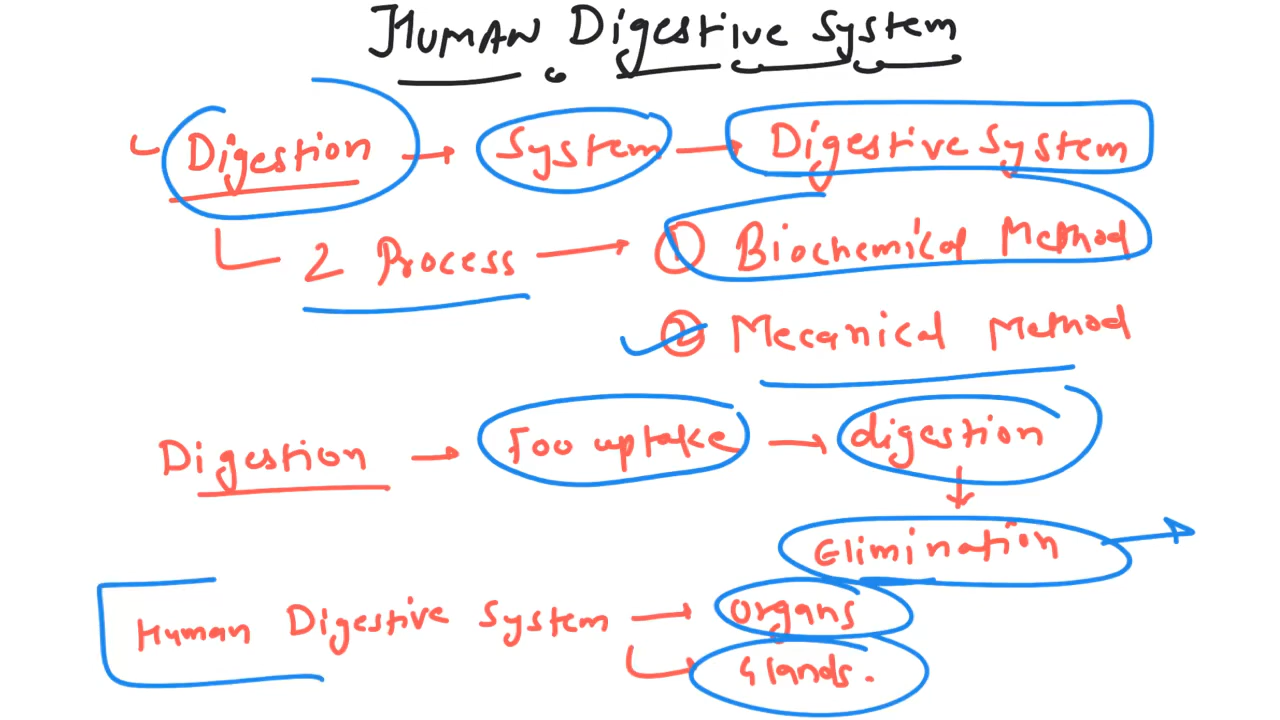 Human Digestive System
Digestion → System → Digestive System
2 Process → ① Biochemical Method
② Mecanical Method
Digestion → Foo uptake → digestion
↓
Elimination
Human Digestive System → organs
Glands.